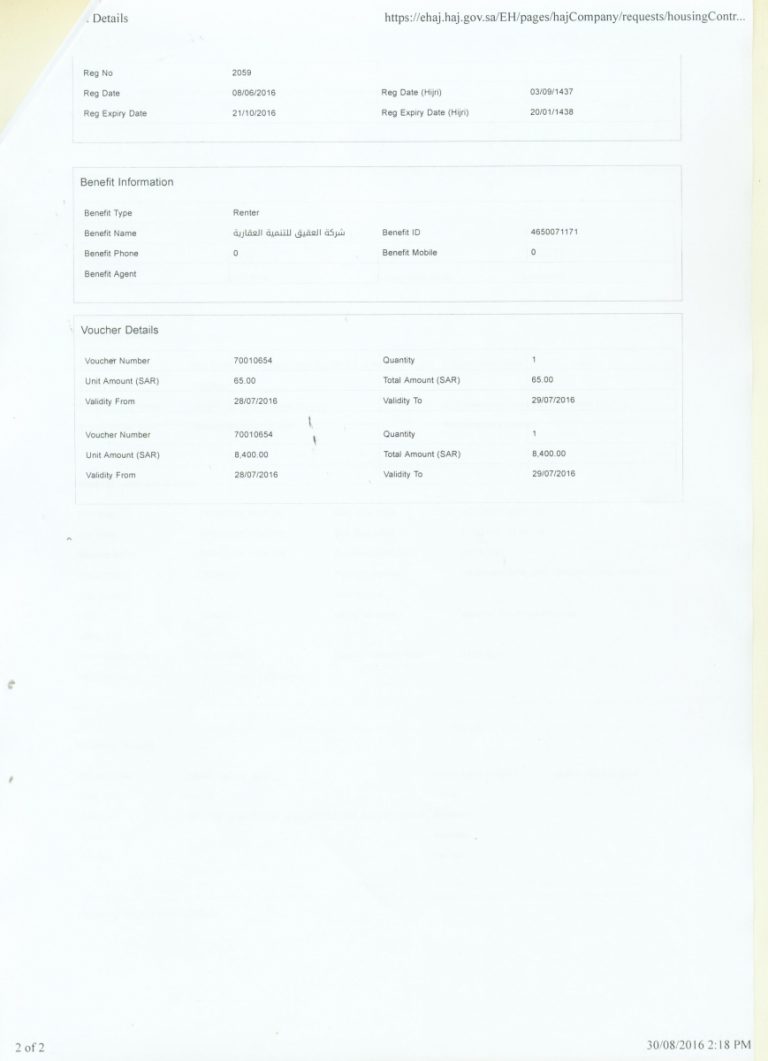 . Details https://ehaj.haj.gov.sa/EH/pages/hajCompany/requests/housingContr...
Reg No 2059
Reg Date 08/06/2016 Reg Date (Hijri) 03/09/1437
Reg Expiry Date 21/10/2016 Reg Expiry Date (Hijri) 20/01/1438
Benefit Information
Benefit Type Renter
Benefit Name شركة العقيق للتنمية العقارية Benefit ID 4650071171
Benefit Phone 0 Benefit Mobile 0
Benefit Agent
Voucher Details
Voucher Number 70010654 Quantity 1
Unit Amount (SAR) 65.00 Total Amount (SAR) 65.00
Validity From 28/07/2016 Validity To 29/07/2016
Voucher Number 70010654 Quantity 1
Unit Amount (SAR) 8,400.00 Total Amount (SAR) 8,400.00
Validity From 28/07/2016 Validity To 29/07/2016
2 of 2 30/08/2016 2:18 PM